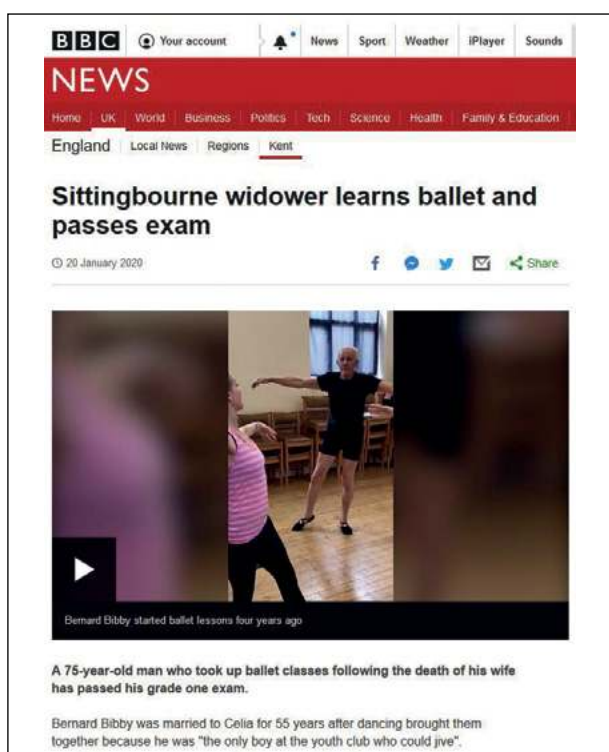 BBC Your account News Sport Weather iPlayer Sounds
NEWS
Home UK World Business Politics Tech Science Health Family & Education
England Local News Regions Kent
Sittingbourne widower learns ballet and
passes exam
20 January 2020 Share
Bernard Bibby started ballet lessons four years ago
A 75-year-old man who took up ballet classes following the death of his wife
has passed his grade one exam.
Bernard Bibby was married to Celia for 55 years after dancing brought them
together because he was "the only boy at the youth club who could jive".